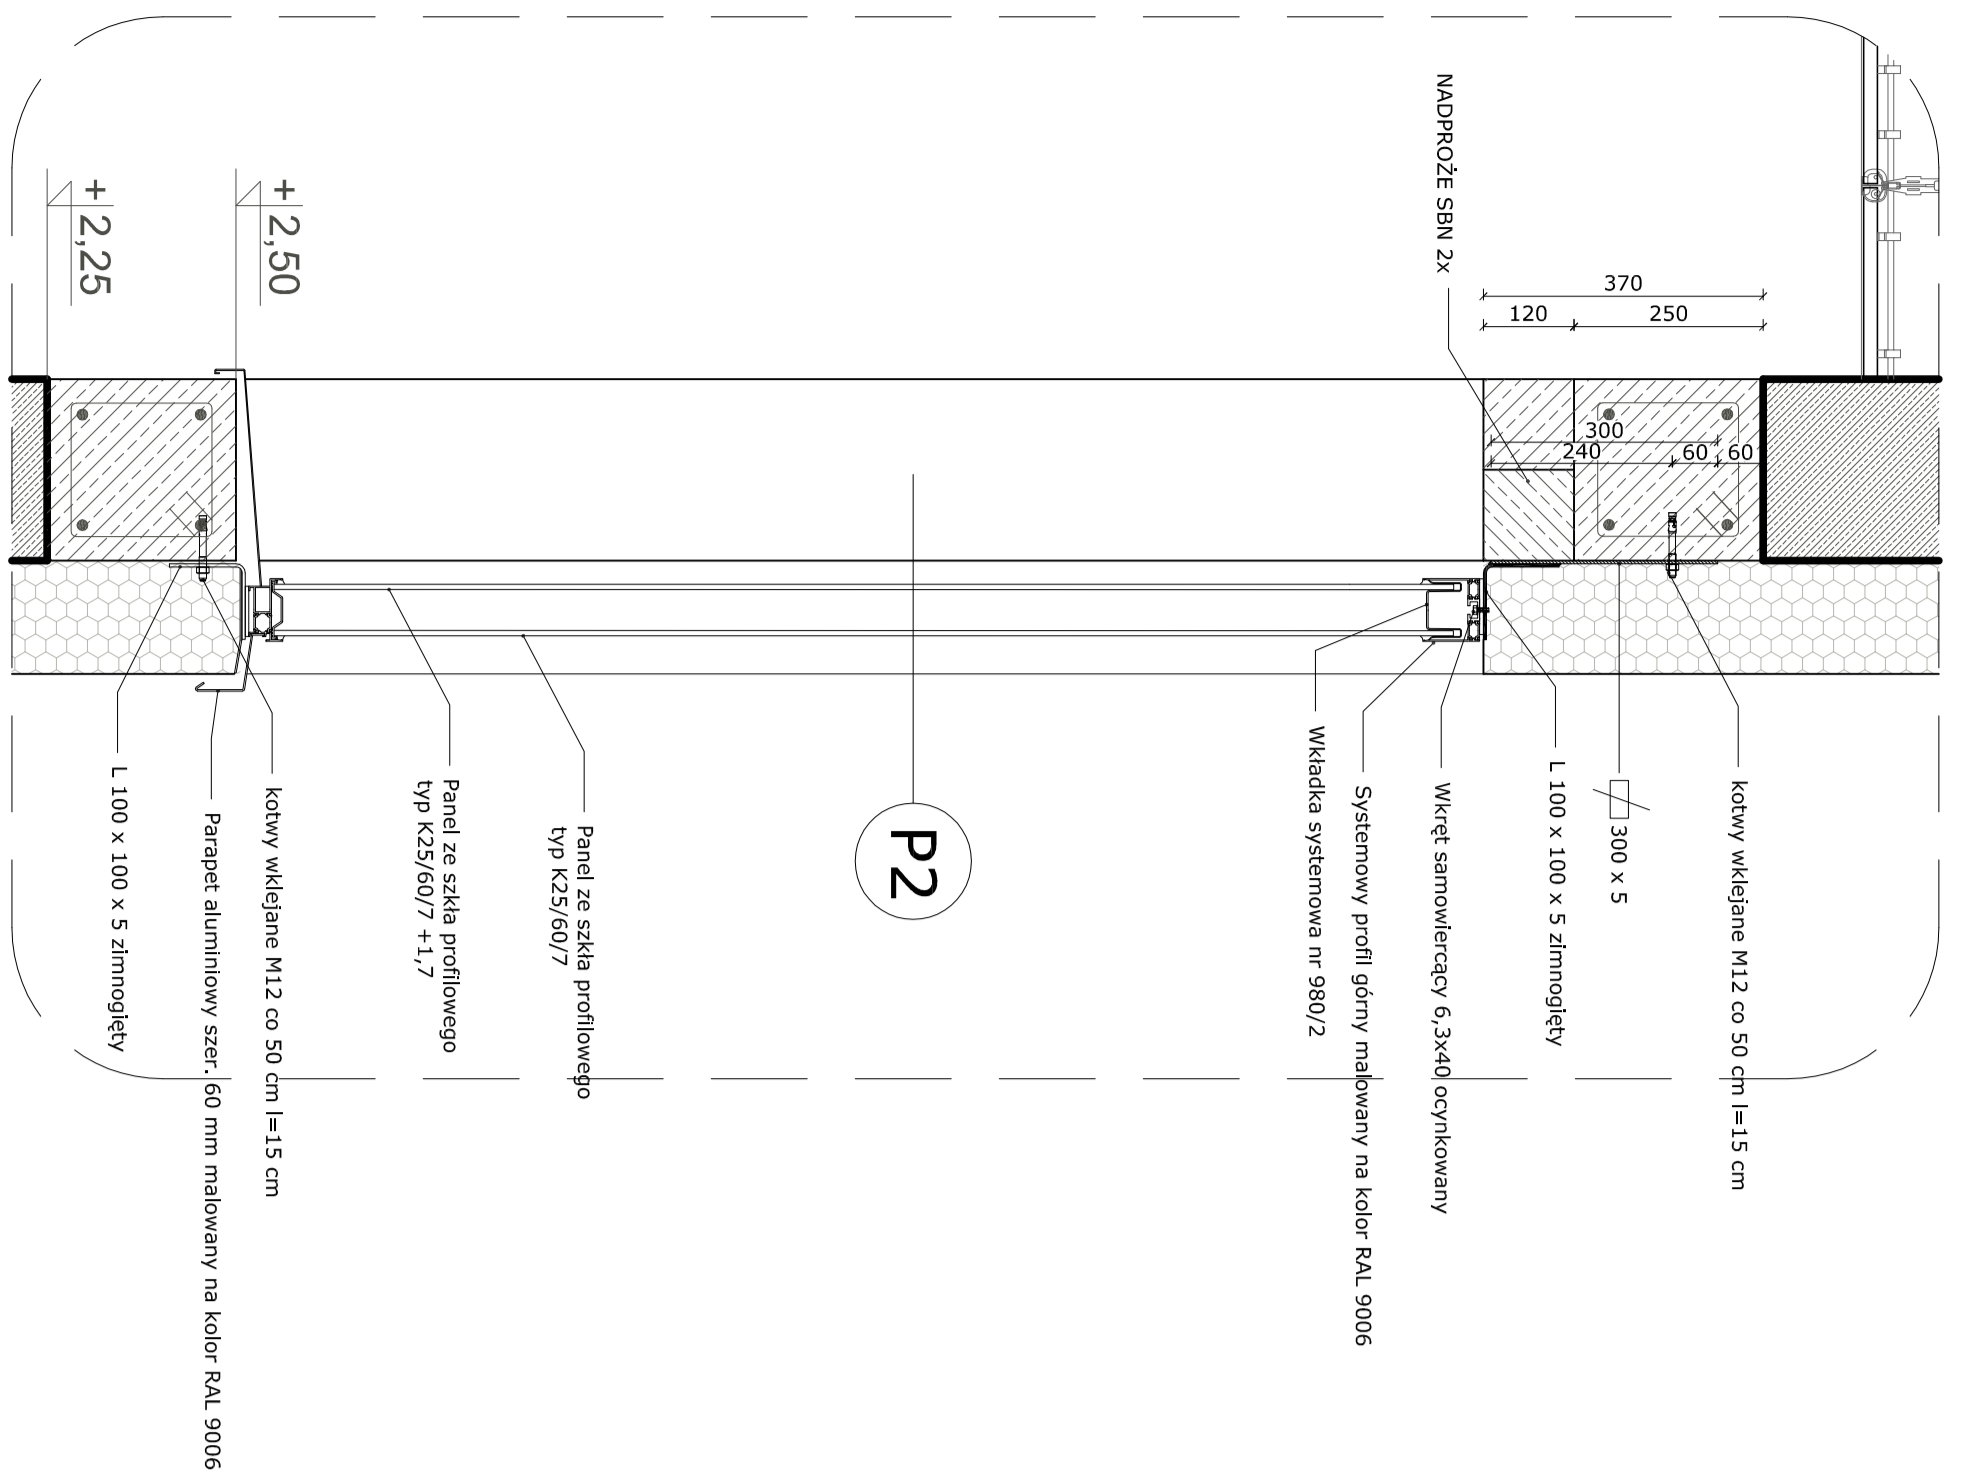 NADPROŻE SBN 2x
370
120
250
300
240
60
60
+ 2,50
+ 2,25
kotwy wklejane M12 co 50 cm l=15 cm
300 x 5
L 100 x 100 x 5 zimnogięty
Wkręt samowiercący 6,3x40 ocynkowany
Systemowy profil górny malowany na kolor RAL 9006
Wkładka systemowa nr 980/2
P2
Panel ze szkła profilowego
typ K25/60/7
Panel ze szkła profilowego
typ K25/60/7 +1,7
kotwy wklejane M12 co 50 cm l=15 cm
Parapet aluminiowy szer. 60 mm malowany na kolor RAL 9006
L 100 x 100 x 5 zimnogięty